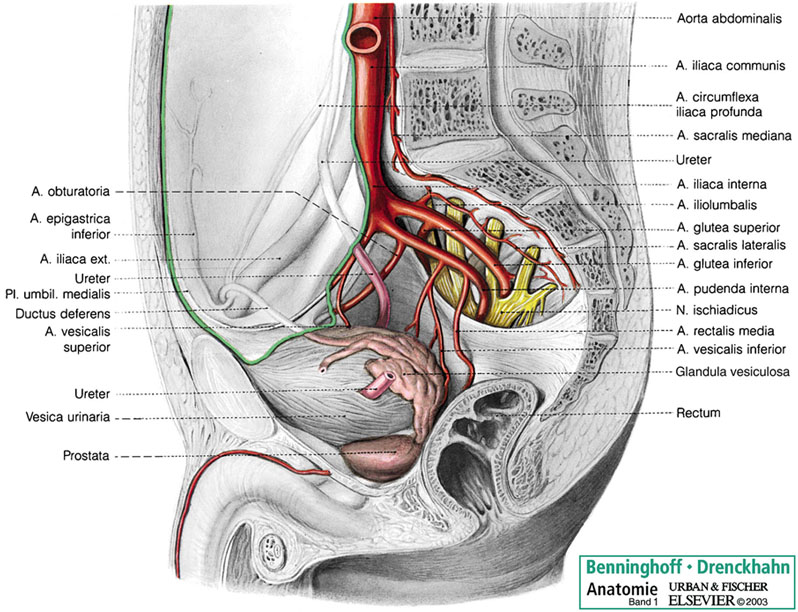 Aorta abdominalis
A. iliaca communis
A. circumflexa
iliaca profunda
A. sacralis mediana
Ureter
A. iliaca interna
A. iliolumbalis
A. glutea superior
A. sacralis lateralis
A. glutea inferior
A. pudenda interna
N. ischiadicus
A. rectalis media
A. vesicalis inferior
Glandula vesiculosa
Rectum
A. obturatoria
A. epigastrica
inferior
A. iliaca ext.
Ureter
Pl. umbil. medialis
Ductus deferens
A. vesicalis
superior
Ureter
Vesica urinaria
Prostata
Benninghoff · Drenckhahn
Anatomie URBAN & FISCHER
Band 1 ELSEVIER ©2003